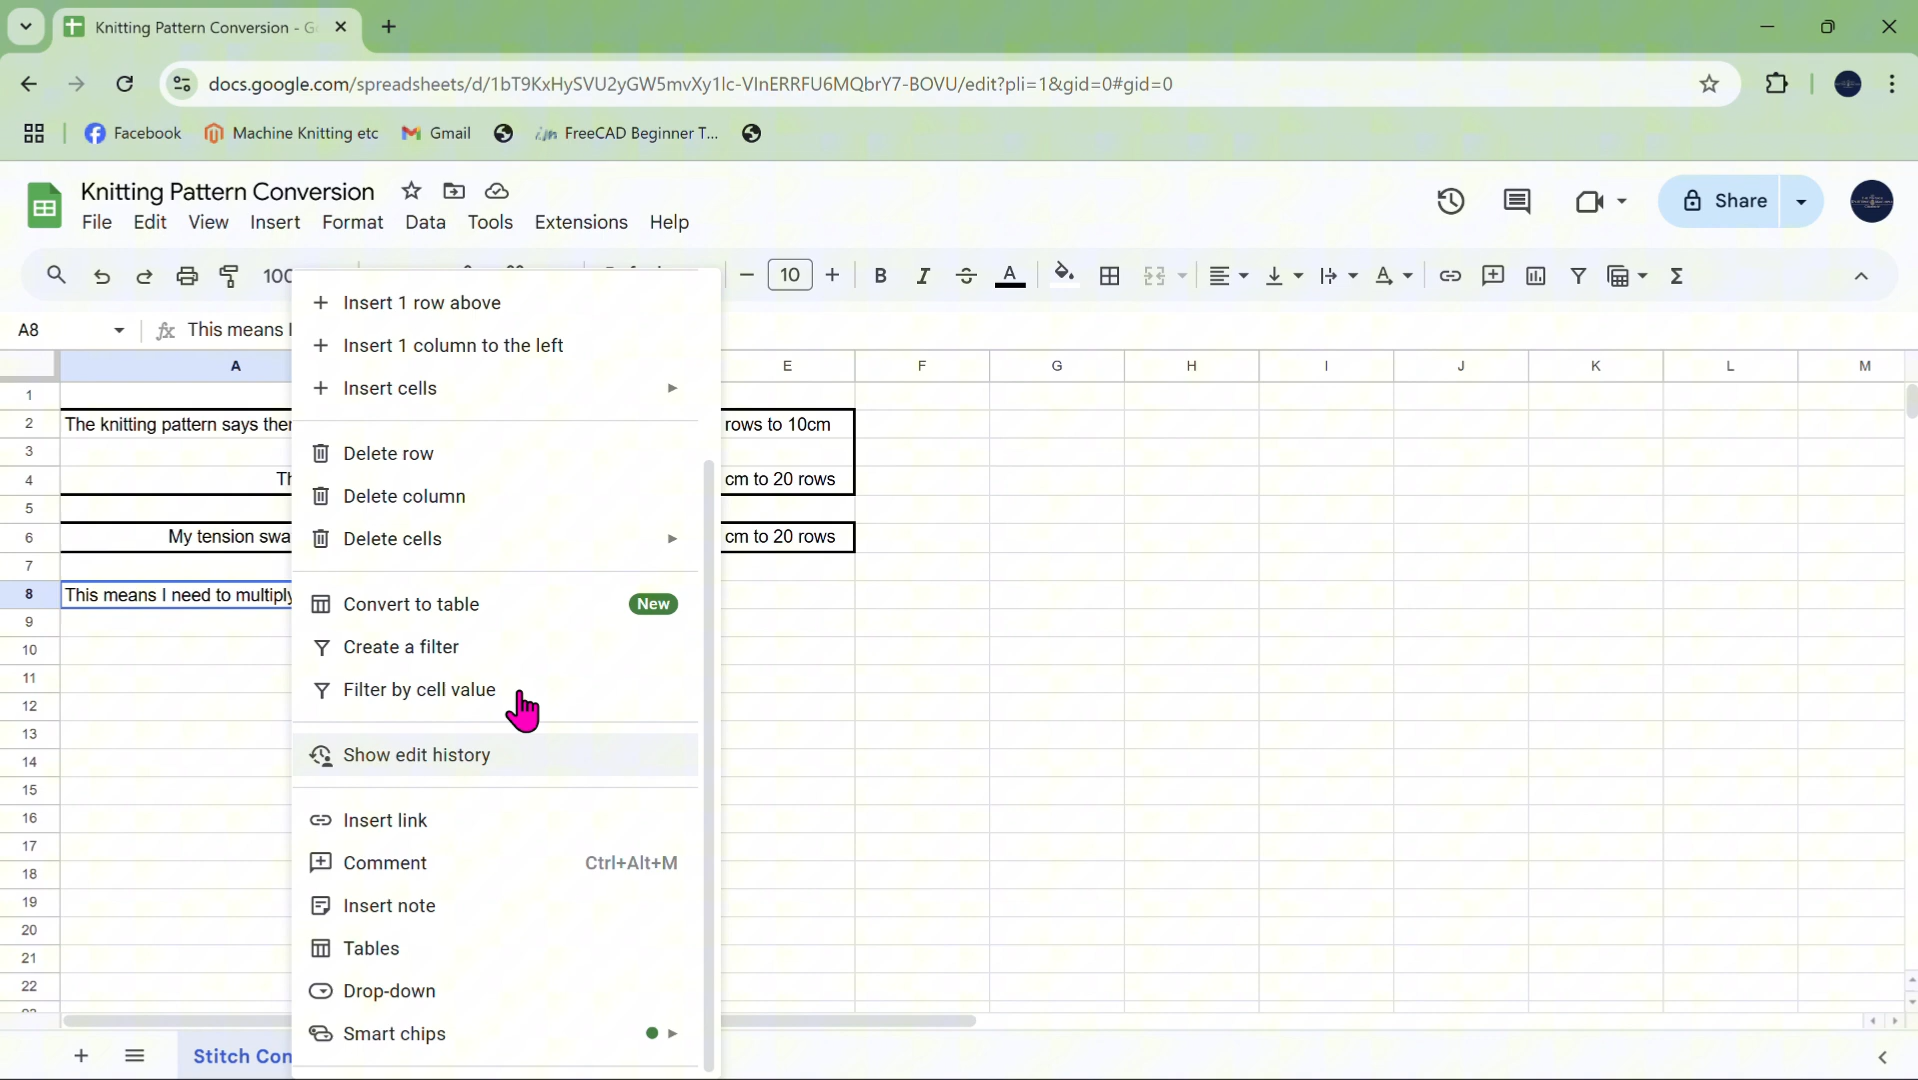 Knitting Pattern Conversion - G
docs.google.com/spreadsheets/d/1bT9KxHySVU2yGW5mvXy1lc-VInERRFU6MQbrY7-BOVU/edit?pli=1&gid=0#gid=0
Facebook
Machine Knitting etc
Gmail
FreeCAD Beginner T...
Knitting Pattern Conversion
Share
File Edit View Insert Format Data Tools Extensions Help
100
10
A8
This means I
A E F G H I J K L M
Insert 1 row above
Insert 1 column to the left
Insert cells
Delete row
Delete column
Delete cells
Convert to table New
Create a filter
Filter by cell value
Show edit history
Insert link
Comment Ctrl+Alt+M
Insert note
Tables
Drop-down
Smart chips
1
2 The knitting pattern says ther rows to 10cm
3
4 Th cm to 20 rows
5
6 My tension swa cm to 20 rows
7
8 This means I need to multiply
9
10
11
12
13
14
15
16
17
18
19
20
21
22
Stitch Con